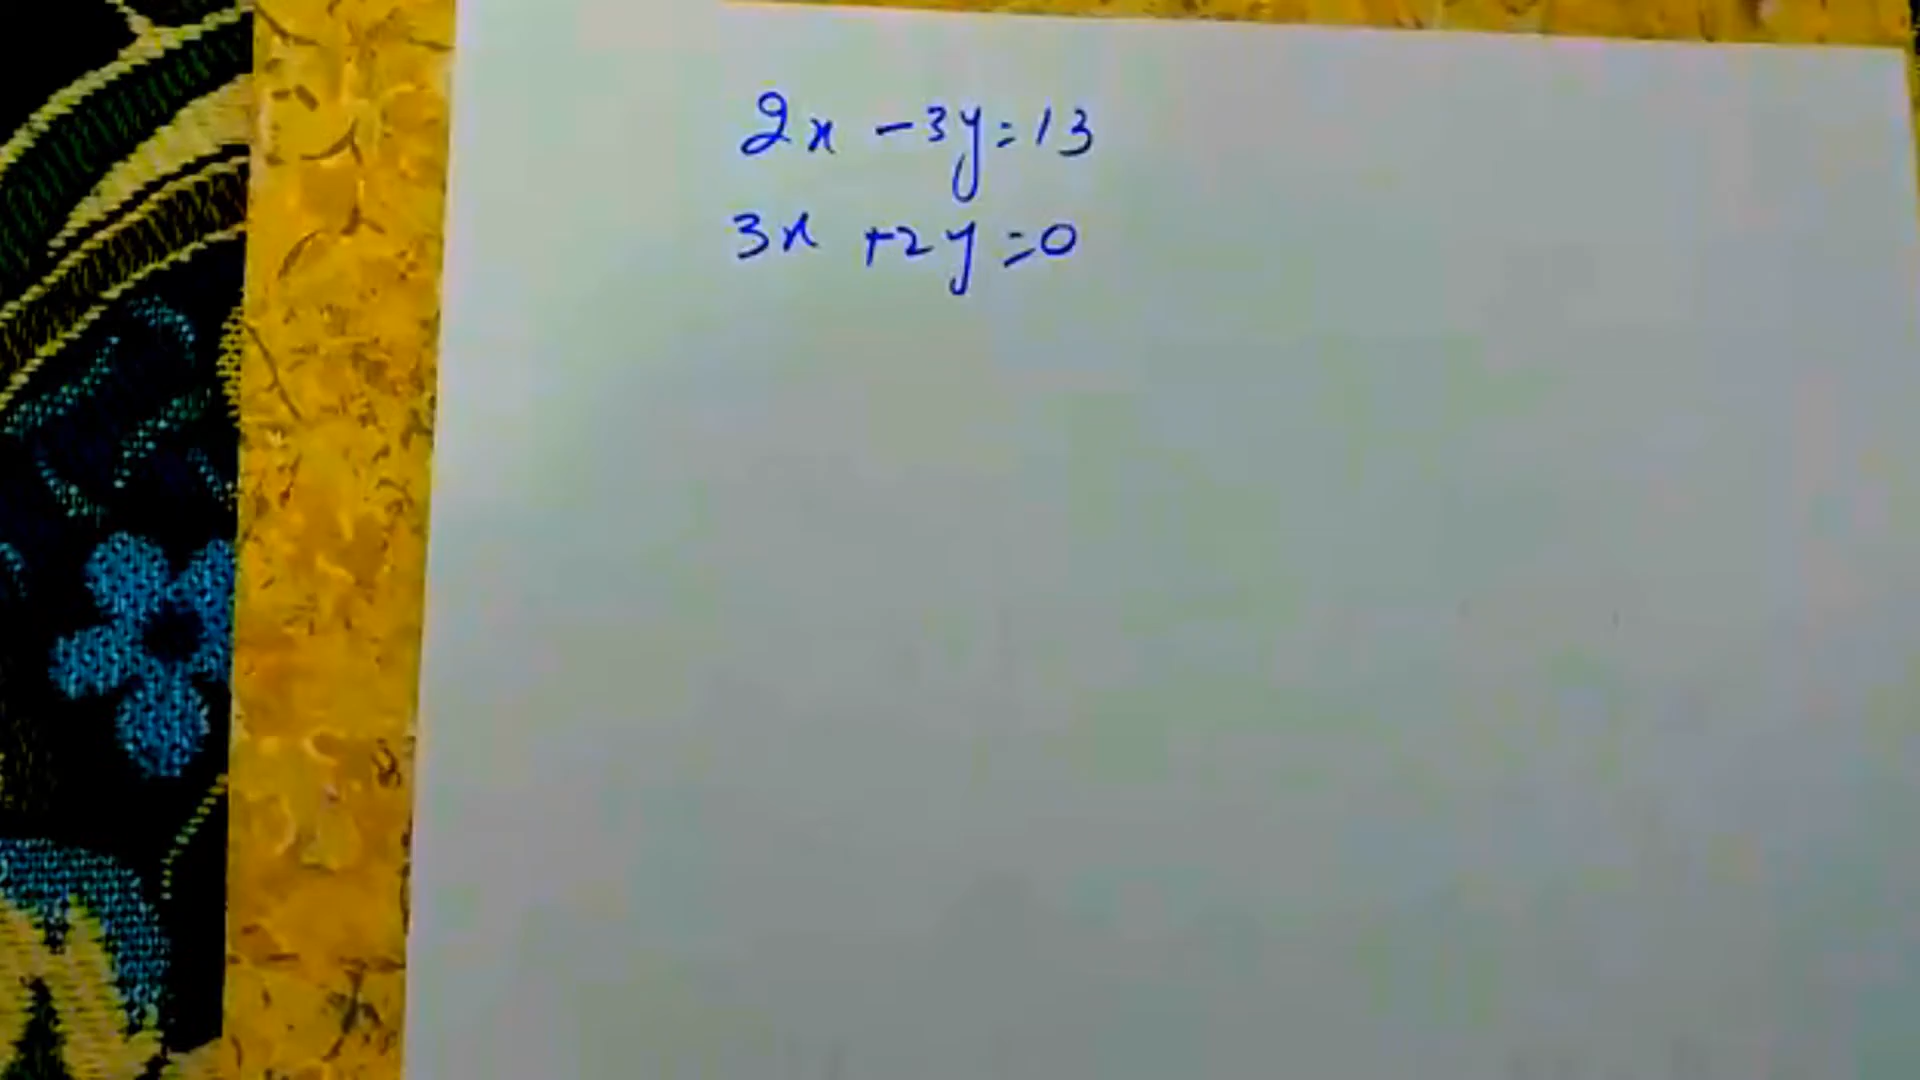 2x - 3y = 13
3x + 2y = 0